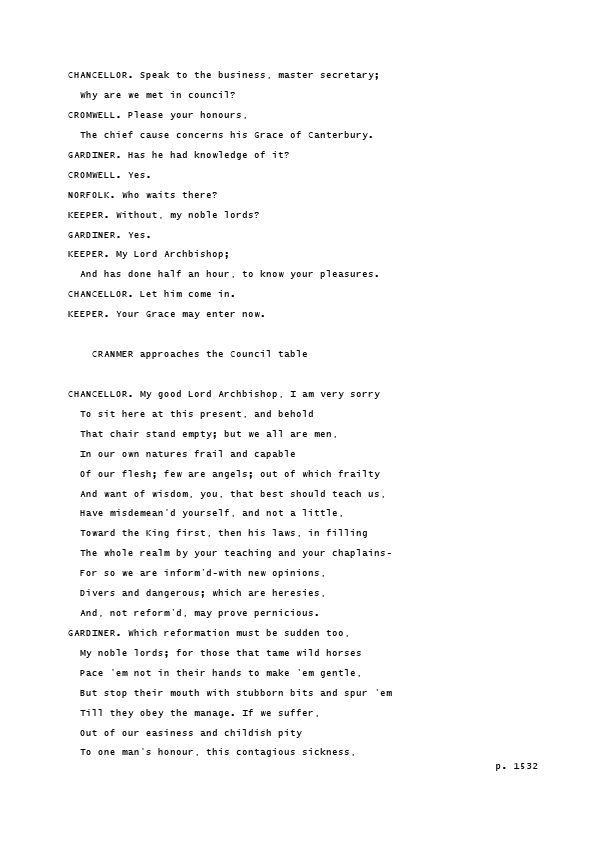 CHANCELLOR. Speak to the business, master secretary;
Why are we met in council?
CROMWELL. Please your honours,
The chief cause concerns his Grace of Canterbury.
GARDINER. Has he had knowledge of it?
CROMWELL. Yes.
NORFOLK. Who waits there?
KEEPER. Without, my noble lords?
GARDINER. Yes.
KEEPER. My Lord Archbishop;
And has done half an hour, to know your pleasures.
CHANCELLOR. Let him come in.
KEEPER. Your Grace may enter now.
CRANMER approaches the Council table
CHANCELLOR. My good Lord Archbishop, I am very sorry
To sit here at this present, and behold
That chair stand empty; but we all are men,
In our own natures frail and capable
Of our flesh; few are angels; out of which frailty
And want of wisdom, you, that best should teach us,
Have misdemean'd yourself, and not a little,
Toward the King first, then his laws, in filling
The whole realm by your teaching and your chaplains-
For so we are inform'd-with new opinions,
Divers and dangerous; which are heresies,
And, not reform'd, may prove pernicious.
GARDINER. Which reformation must be sudden too,
My noble lords; for those that tame wild horses
Pace 'em not in their hands to make 'em gentle,
But stop their mouth with stubborn bits and spur 'em
Till they obey the manage. If we suffer,
Out of our easiness and childish pity
To one man's honour, this contagious sickness,
p. 1532